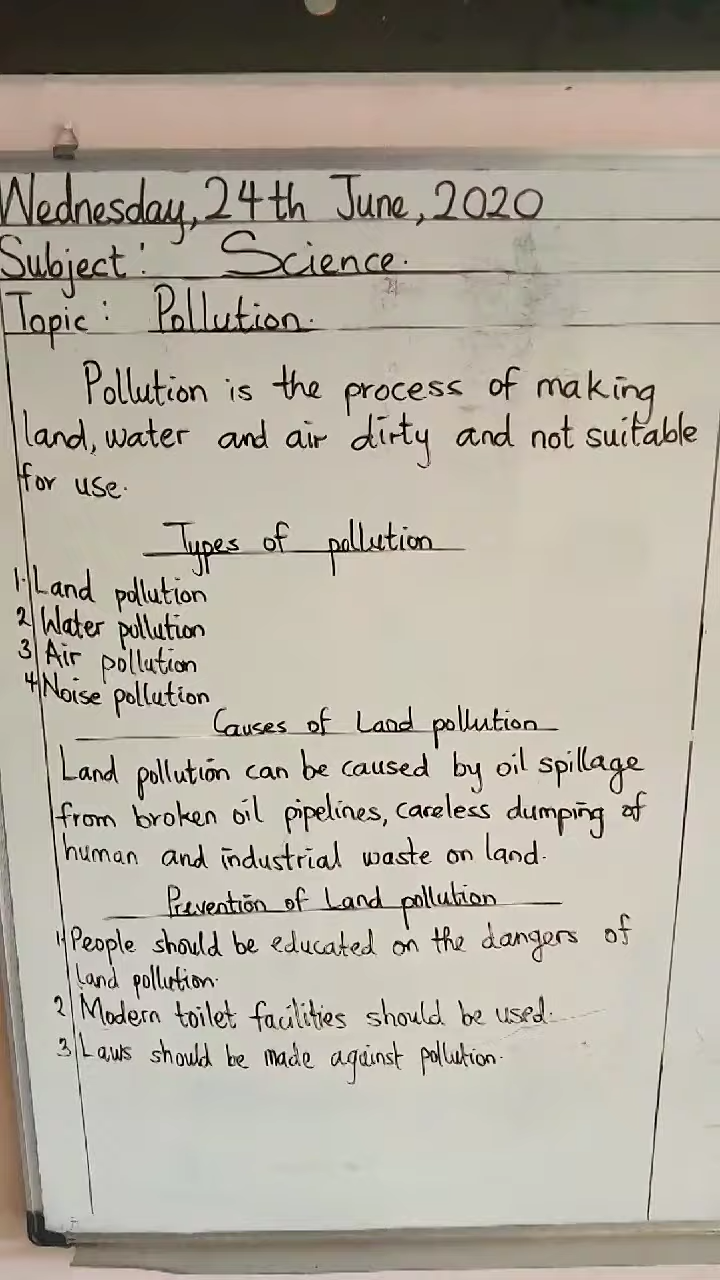 Wednesday, 24th June, 2020
Subject: Science.
Topic: Pollution.
Pollution is the process of making
land, water and air dirty and not suitable
for use.
Types of pollution
1. Land pollution
2 Water pollution
3 Air pollution
4 Noise pollution
Causes of Land pollution
Land pollution can be caused by oil spillage
from broken oil pipelines, careless dumping of
human and industrial waste on land.
Prevention of Land pollution
1 People should be educated on the dangers of
land pollution.
2 Modern toilet facilities should be used.
3 Laws should be made against pollution.